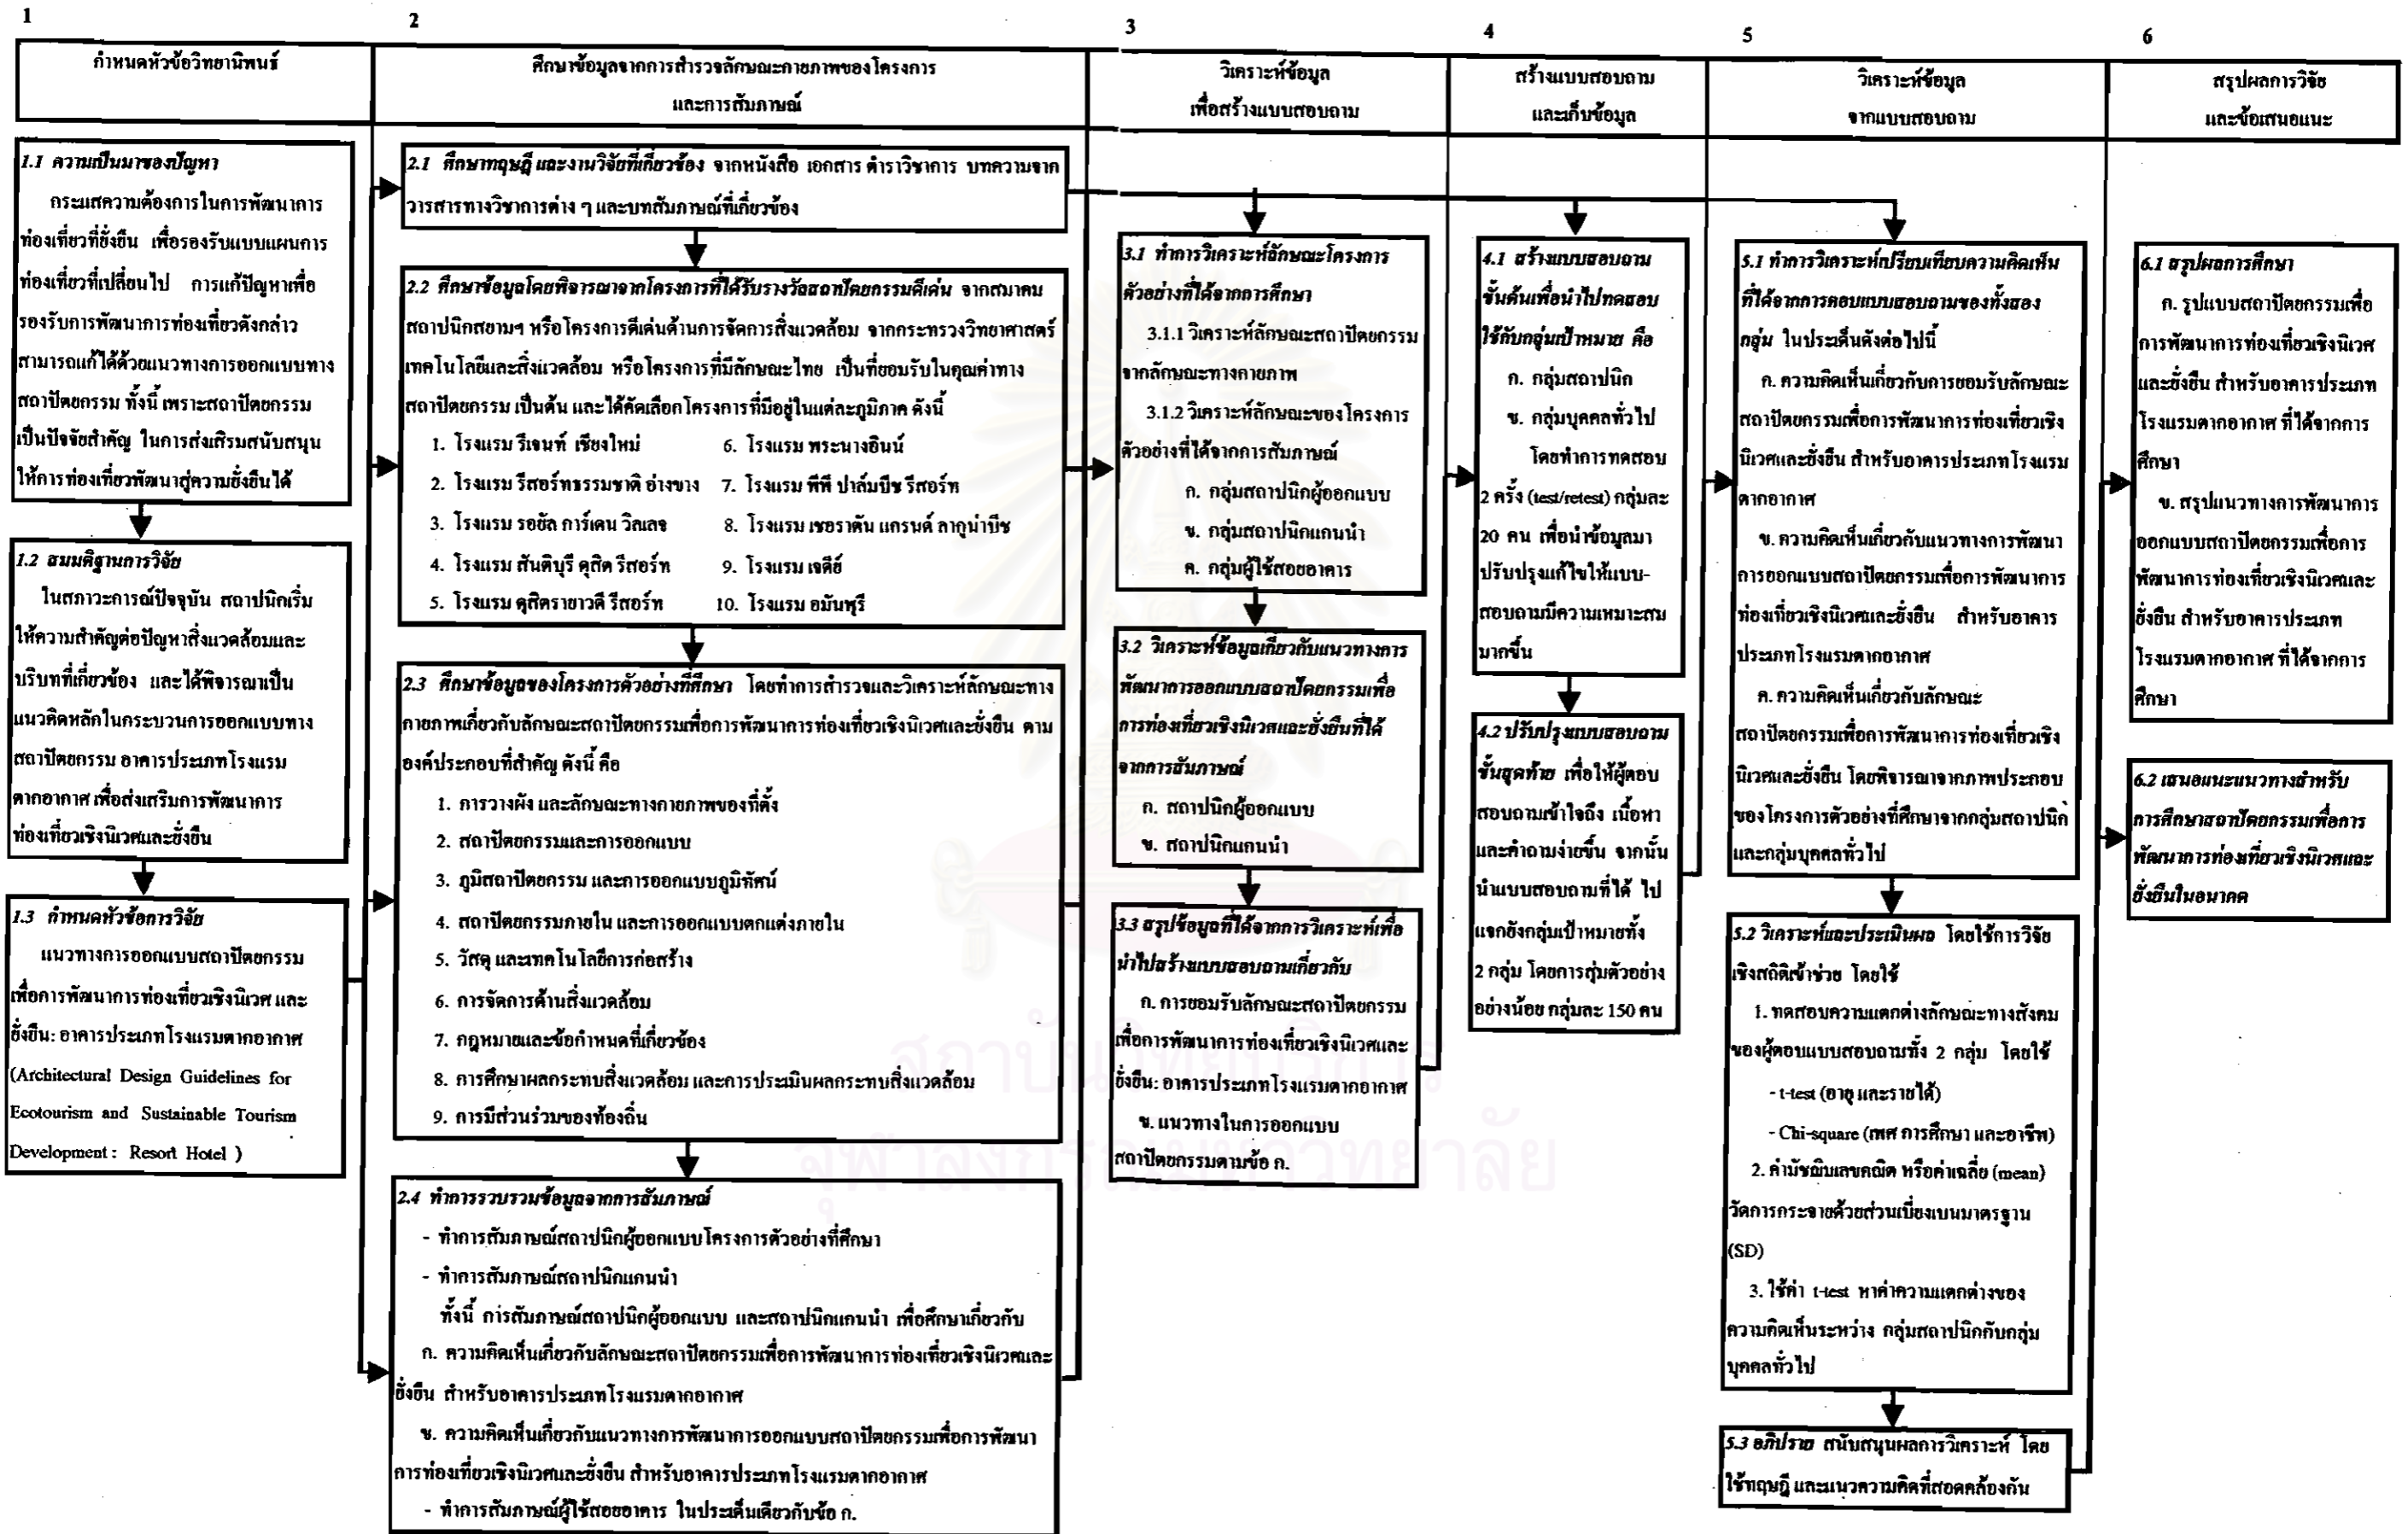 1
2
3
4
5
6
กำหนดหัวข้อวิทยานิพนธ์
ศึกษาข้อมูลจากการสำรวจลักษณะกายภาพของโครงการ
และการสัมภาษณ์
วิเคราะห์ข้อมูล
เพื่อสร้างแบบสอบถาม
สร้างแบบสอบถาม
และเก็บข้อมูล
วิเคราะห์ข้อมูล
จากแบบสอบถาม
สรุปผลการวิจัย
และข้อเสนอแนะ
1.1 ความเป็นมาของปัญหา
กระแสความต้องการในการพัฒนาการ
ท่องเที่ยวที่ยั่งยืน เพื่อรองรับแบบแผนการ
ท่องเที่ยวที่เปลี่ยนไป การแก้ปัญหาเพื่อ
รองรับการพัฒนาการท่องเที่ยวดังกล่าว
สามารถแก้ได้ด้วยแนวทางการออกแบบทาง
สถาปัตยกรรม ทั้งนี้ เพราะสถาปัตยกรรม
เป็นปัจจัยสำคัญ ในการส่งเสริมสนับสนุน
ให้การท่องเที่ยวพัฒนาสู่ความยั่งยืนได้
1.2 สมมติฐานการวิจัย
ในสภาวะการณ์ปัจจุบัน สถาปนิกเริ่ม
ให้ความสำคัญต่อปัญหาสิ่งแวดล้อมและ
บริบทที่เกี่ยวข้อง และได้พิจารณาเป็น
แนวคิดหลักในกระบวนการออกแบบทาง
สถาปัตยกรรม อาคารประเภทโรงแรม
ตากอากาศ เพื่อส่งเสริมการพัฒนาการ
ท่องเที่ยวเชิงนิเวศและยั่งยืน
1.3 กำหนดหัวข้อการวิจัย
แนวทางการออกแบบสถาปัตยกรรม
เพื่อการพัฒนาการท่องเที่ยวเชิงนิเวศ และ
ยั่งยืน: อาคารประเภทโรงแรมตากอากาศ
(Architectural Design Guidelines for
Ecotourism and Sustainable Tourism
Development : Resort Hotel )
2.1 ศึกษาทฤษฎี และงานวิจัยที่เกี่ยวข้อง จากหนังสือ เอกสาร ตำราวิชาการ บทความจาก
วารสารทางวิชาการต่าง ๆ และบทสัมภาษณ์ที่เกี่ยวข้อง
2.2 ศึกษาข้อมูลโดยพิจารณาจากโครงการที่ได้รับรางวัลสถาปัตยกรรมดีเด่น จากสมาคม
สถาปนิกสยามฯ หรือโครงการดีเด่นด้านการจัดการสิ่งแวดล้อม จากกระทรวงวิทยาศาสตร์
เทคโนโลยีและสิ่งแวดล้อม หรือโครงการที่มีลักษณะไทย เป็นที่ยอมรับในคุณค่าทาง
สถาปัตยกรรม เป็นต้น และได้คัดเลือกโครงการที่มีอยู่ในแต่ละภูมิภาค ดังนี้
1. โรงแรม รีเจนท์ เชียงใหม่ 6. โรงแรม พระนางอินน์
2. โรงแรม รีสอร์ทธรรมชาติ อ่างขาง 7. โรงแรม พีพี ปาล์มบีช รีสอร์ท
3. โรงแรม รอยัล การ์เดน วิลเลจ 8. โรงแรม เชอราตัน แกรนด์ ลากูน่าบีช
4. โรงแรม สันติบุรี ดุสิต รีสอร์ท 9. โรงแรม เจดีย์
5. โรงแรม ดุสิตรายาวดี รีสอร์ท 10. โรงแรม อมันพุรี
2.3 ศึกษาข้อมูลของโครงการตัวอย่างที่ศึกษา โดยทำการสำรวจและวิเคราะห์ลักษณะทาง
กายภาพเกี่ยวกับลักษณะสถาปัตยกรรมเพื่อการพัฒนาการท่องเที่ยวเชิงนิเวศและยั่งยืน ตาม
องค์ประกอบที่สำคัญ ดังนี้ คือ
1. การวางผัง และลักษณะทางกายภาพของที่ตั้ง
2. สถาปัตยกรรมและการออกแบบ
3. ภูมิสถาปัตยกรรม และการออกแบบภูมิทัศน์
4. สถาปัตยกรรมภายใน และการออกแบบตกแต่งภายใน
5. วัสดุ และเทคโนโลยีการก่อสร้าง
6. การจัดการด้านสิ่งแวดล้อม
7. กฎหมายและข้อกำหนดที่เกี่ยวข้อง
8. การศึกษาผลกระทบสิ่งแวดล้อม และการประเมินผลกระทบสิ่งแวดล้อม
9. การมีส่วนร่วมของท้องถิ่น
2.4 ทำการรวบรวมข้อมูลจากการสัมภาษณ์
- ทำการสัมภาษณ์สถาปนิกผู้ออกแบบโครงการตัวอย่างที่ศึกษา
- ทำการสัมภาษณ์สถาปนิกแกนนำ
ทั้งนี้ การสัมภาษณ์สถาปนิกผู้ออกแบบ และสถาปนิกแกนนำ เพื่อศึกษาเกี่ยวกับ
ก. ความคิดเห็นเกี่ยวกับลักษณะสถาปัตยกรรมเพื่อการพัฒนาการท่องเที่ยวเชิงนิเวศและ
ยั่งยืน สำหรับอาคารประเภทโรงแรมตากอากาศ
ข. ความคิดเห็นเกี่ยวกับแนวทางการพัฒนาการออกแบบสถาปัตยกรรมเพื่อการพัฒนา
การท่องเที่ยวเชิงนิเวศและยั่งยืน สำหรับอาคารประเภทโรงแรมตากอากาศ
- ทำการสัมภาษณ์ผู้ใช้สอยอาคาร ในประเด็นเดียวกับข้อ ก.
3.1 ทำการวิเคราะห์ลักษณะโครงการ
ตัวอย่างที่ได้จากการศึกษา
3.1.1 วิเคราะห์ลักษณะสถาปัตยกรรม
จากลักษณะทางกายภาพ
3.1.2 วิเคราะห์ลักษณะของโครงการ
ตัวอย่างที่ได้จากการสัมภาษณ์
ก. กลุ่มสถาปนิกผู้ออกแบบ
ข. กลุ่มสถาปนิกแกนนำ
ค. กลุ่มผู้ใช้สอยอาคาร
3.2 วิเคราะห์ข้อมูลเกี่ยวกับแนวทางการ
พัฒนาการออกแบบสถาปัตยกรรมเพื่อ
การท่องเที่ยวเชิงนิเวศและยั่งยืนที่ได้
จากการสัมภาษณ์
ก. สถาปนิกผู้ออกแบบ
ข. สถาปนิกแกนนำ
3.3 สรุปข้อมูลที่ได้จากการวิเคราะห์เพื่อ
นำไปสร้างแบบสอบถามเกี่ยวกับ
ก. การยอมรับลักษณะสถาปัตยกรรม
เพื่อการพัฒนาการท่องเที่ยวเชิงนิเวศและ
ยั่งยืน: อาคารประเภทโรงแรมตากอากาศ
ข. แนวทางในการออกแบบ
สถาปัตยกรรมตามข้อ ก.
4.1 สร้างแบบสอบถาม
ขั้นต้นเพื่อนำไปทดสอบ
ใช้กับกลุ่มเป้าหมาย คือ
ก. กลุ่มสถาปนิก
ข. กลุ่มบุคคลทั่วไป
โดยทำการทดสอบ
2 ครั้ง (test/retest) กลุ่มละ
20 คน เพื่อนำข้อมูลมา
ปรับปรุงแก้ไขให้แบบ-
สอบถามมีความเหมาะสม
มากขึ้น
4.2 ปรับปรุงแบบสอบถาม
ขั้นสุดท้าย เพื่อให้ผู้ตอบ
สอบถามเข้าใจถึง เนื้อหา
และคำถามง่ายขึ้น จากนั้น
นำแบบสอบถามที่ได้ ไป
แจกยังกลุ่มเป้าหมายทั้ง
2 กลุ่ม โดยการสุ่มตัวอย่าง
อย่างน้อย กลุ่มละ 150 คน
5.1 ทำการวิเคราะห์เปรียบเทียบความคิดเห็น
ที่ได้จากการตอบแบบสอบถามของทั้งสอง
กลุ่ม ในประเด็นดังต่อไปนี้
ก. ความคิดเห็นเกี่ยวกับการยอมรับลักษณะ
สถาปัตยกรรมเพื่อการพัฒนาการท่องเที่ยวเชิง
นิเวศและยั่งยืน สำหรับอาคารประเภทโรงแรม
ตากอากาศ
ข. ความคิดเห็นเกี่ยวกับแนวทางการพัฒนา
การออกแบบสถาปัตยกรรมเพื่อการพัฒนาการ
ท่องเที่ยวเชิงนิเวศและยั่งยืน สำหรับอาคาร
ประเภทโรงแรมตากอากาศ
ค. ความคิดเห็นเกี่ยวกับลักษณะ
สถาปัตยกรรมเพื่อการพัฒนาการท่องเที่ยวเชิง
นิเวศและยั่งยืน โดยพิจารณาจากภาพประกอบ
ของโครงการตัวอย่างที่ศึกษาจากกลุ่มสถาปนิก
และกลุ่มบุคคลทั่วไป
5.2 วิเคราะห์และประเมินผล โดยใช้การวิจัย
เชิงสถิติเข้าช่วย โดยใช้
1. ทดสอบความแตกต่างลักษณะทางสังคม
ของผู้ตอบแบบสอบถามทั้ง 2 กลุ่ม โดยใช้
- t-test (อายุ และรายได้)
- Chi-square (เพศ การศึกษา และอาชีพ)
2. ค่ามัชฌิมเลขคณิต หรือค่าเฉลี่ย (mean)
วัดการกระจายด้วยส่วนเบี่ยงเบนมาตรฐาน
(SD)
3. ใช้ค่า t-test หาค่าความแตกต่างของ
ความคิดเห็นระหว่าง กลุ่มสถาปนิกกับกลุ่ม
บุคคลทั่วไป
5.3 อภิปราย สนับสนุนผลการวิเคราะห์ โดย
ใช้ทฤษฎี และแนวความคิดที่สอดคล้องกัน
6.1 สรุปผลการศึกษา
ก. รูปแบบสถาปัตยกรรมเพื่อ
การพัฒนาการท่องเที่ยวเชิงนิเวศ
และยั่งยืน สำหรับอาคารประเภท
โรงแรมตากอากาศ ที่ได้จากการ
ศึกษา
ข. สรุปแนวทางการพัฒนาการ
ออกแบบสถาปัตยกรรมเพื่อการ
พัฒนาการท่องเที่ยวเชิงนิเวศและ
ยั่งยืน สำหรับอาคารประเภท
โรงแรมตากอากาศ ที่ได้จากการ
ศึกษา
6.2 เสนอแนะแนวทางสำหรับ
การศึกษาสถาปัตยกรรมเพื่อการ
พัฒนาการท่องเที่ยวเชิงนิเวศและ
ยั่งยืนในอนาคต
สถาบันวิทยบริการ
จุฬาลงกรณ์มหาวิทยาลัย